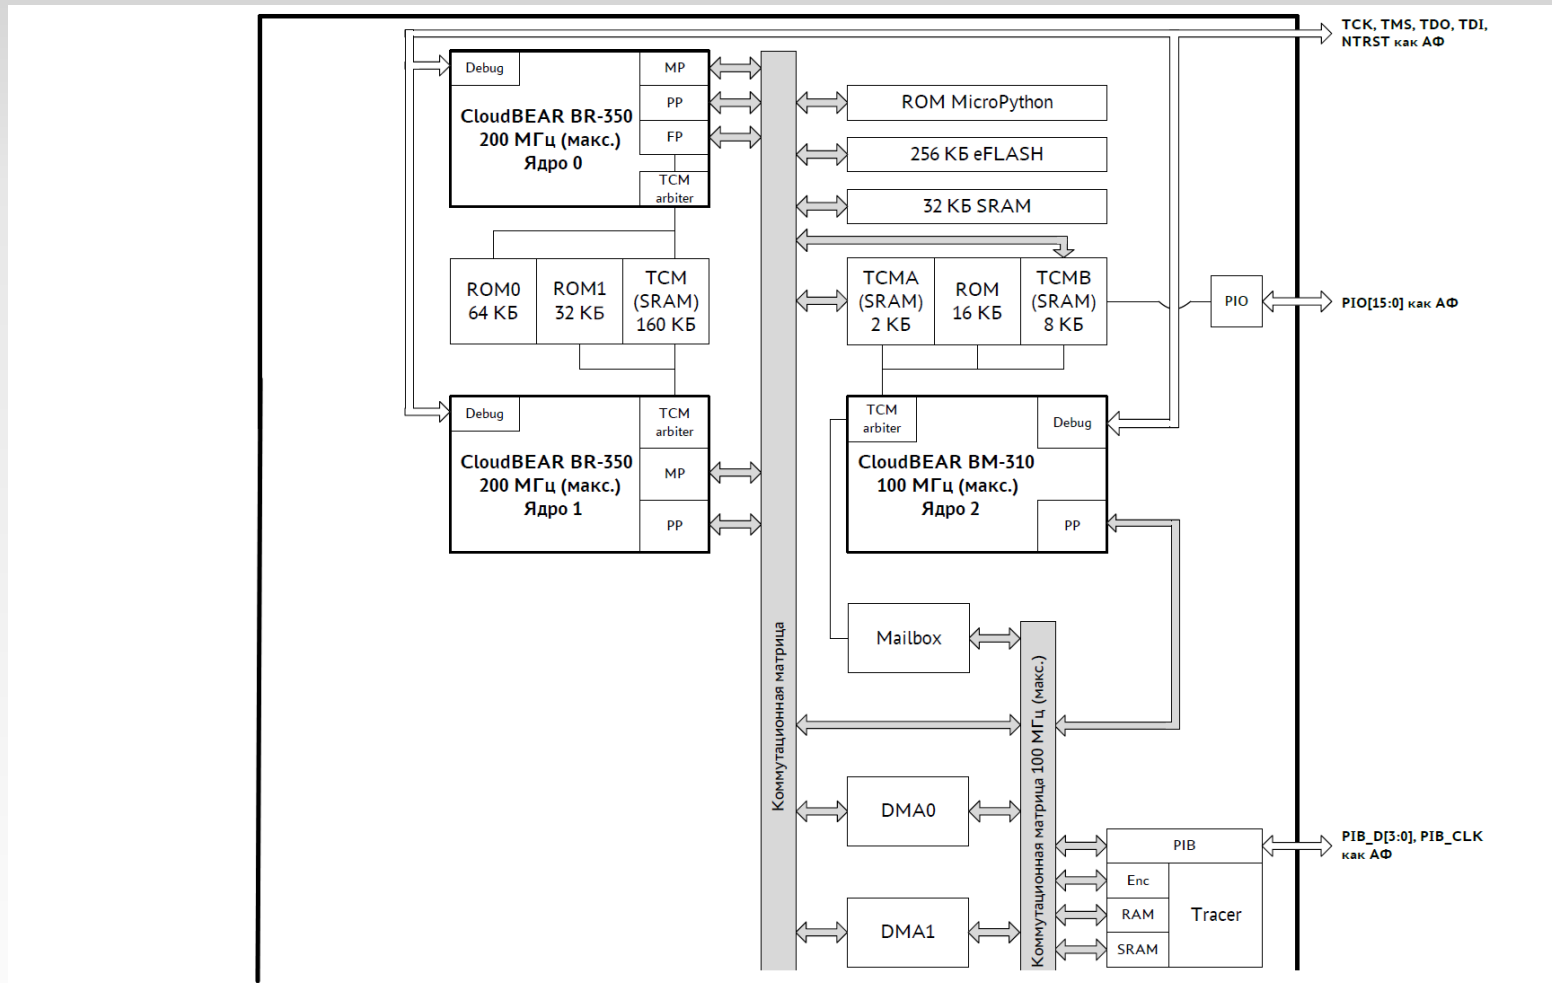 TCK, TMS, TDO, TDI,
NTRST как АФ
Debug
MP
PP
FP
TCM
arbiter
CloudBEAR BR-350
200 МГц (макс.)
Ядро 0
ROM MicroPython
256 КБ eFLASH
32 КБ SRAM
ROM0
64 КБ
ROM1
32 КБ
TCM
(SRAM)
160 КБ
TCMA
(SRAM)
2 КБ
ROM
16 КБ
TCMB
(SRAM)
8 КБ
PIO
PIO[15:0] как АФ
Debug
TCM
arbiter
MP
PP
CloudBEAR BR-350
200 МГц (макс.)
Ядро 1
TCM
arbiter
Debug
CloudBEAR BM-310
100 МГц (макс.)
Ядро 2
PP
Коммутационная матрица
Mailbox
Коммутационная матрица 100 МГц (макс.)
DMA0
DMA1
PIB
Enc
RAM
SRAM
Tracer
PIB_D[3:0], PIB_CLK
как АФ